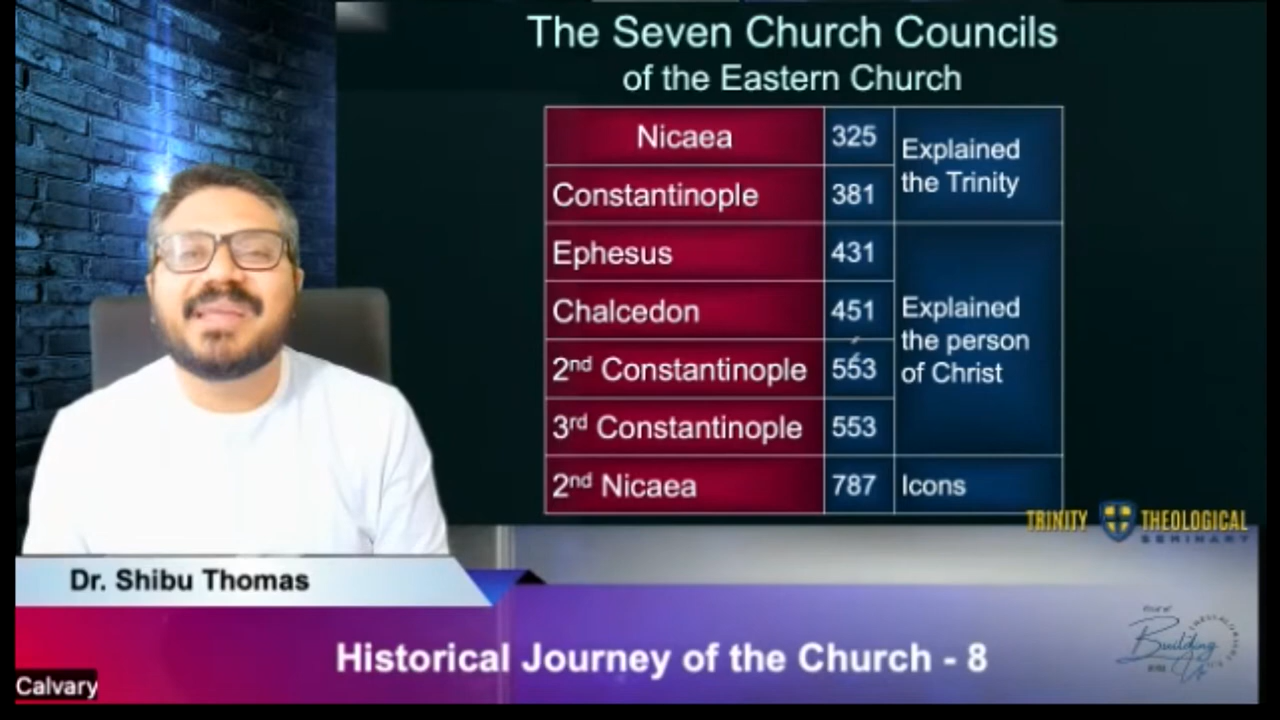 The Seven Church Councils
of the Eastern Church
Nicaea 325 Explained
the Trinity
Constantinople 381
Ephesus 431
Chalcedon 451
Explained
the person
of Christ
2nd Constantinople 553
3rd Constantinople 553
2nd Nicaea 787 Icons
TRINITY THEOLOGICAL
SEMINARY
Dr. Shibu Thomas
Historical Journey of the Church - 8
Building
Up
Calvary